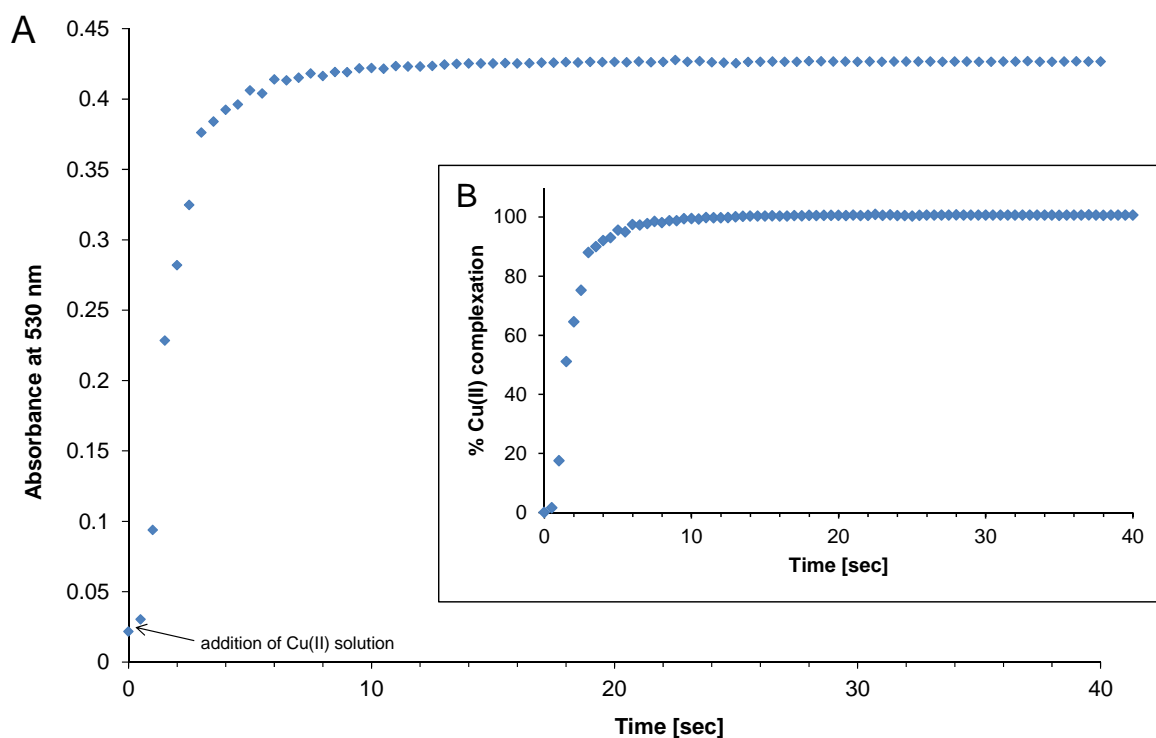 A
Absorbance at 530 nm
0.45
0.4
0.35
0.3
0.25
0.2
0.15
0.1
0.05
0
addition of Cu(II) solution
0 10 20 30 40
Time [sec]
B
% Cu(II) complexation
100
80
60
40
20
0
0 10 20 30 40
Time [sec]